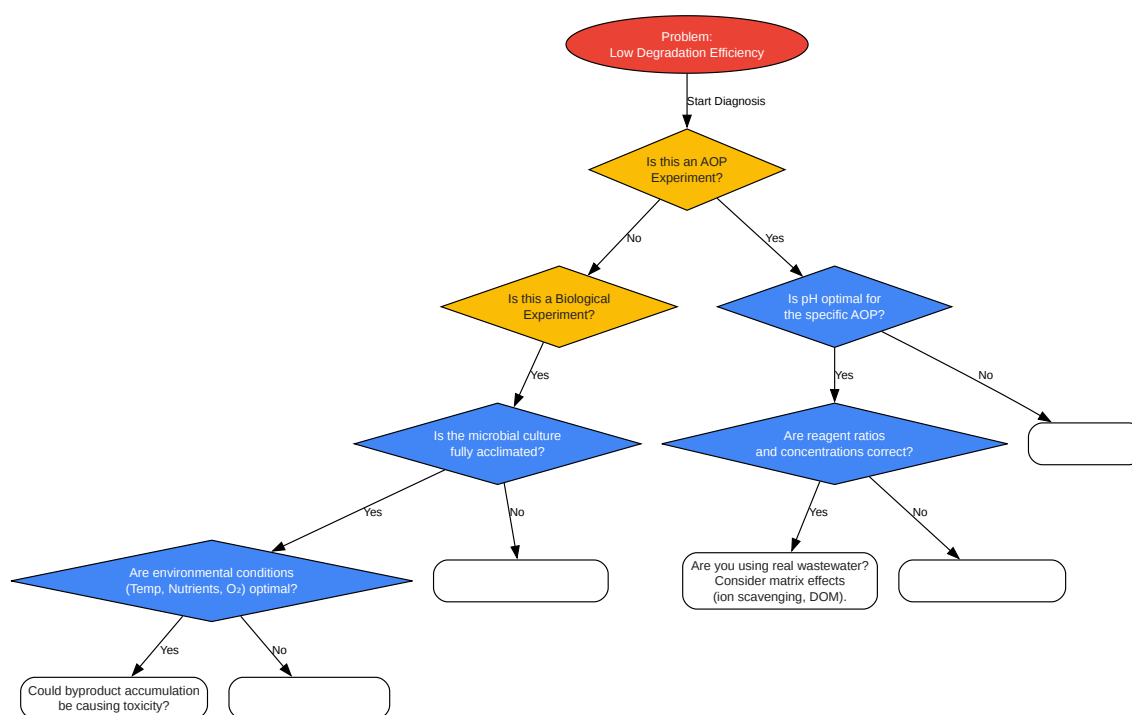 Problem:
Low Degradation Efficiency
Start Diagnosis
Is this an AOP
Experiment?
No
Yes
Is this a Biological
Experiment?
Is pH optimal for
the specific AOP?
Yes
Yes
No
Is the microbial culture
fully acclimated?
Are reagent ratios
and concentrations correct?
Yes
No
Yes
No
Are environmental conditions
(Temp, Nutrients, O₂) optimal?
Are you using real wastewater?
Consider matrix effects
(ion scavenging, DOM).
Yes
No
Could byproduct accumulation
be causing toxicity?